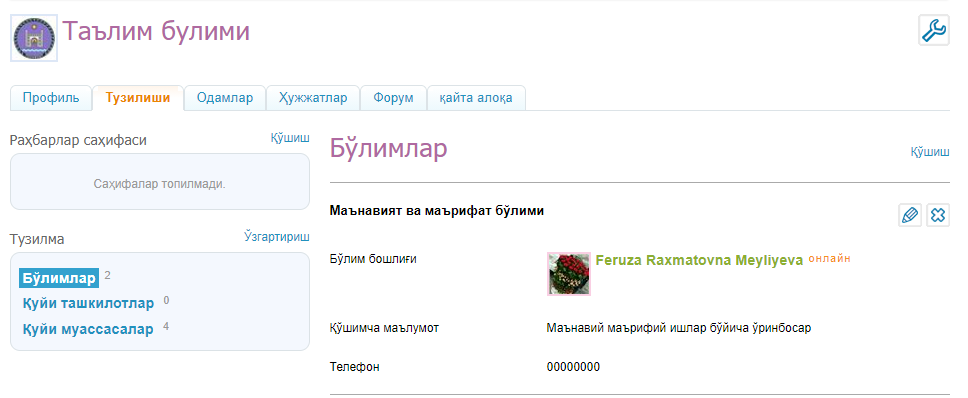 Таълим булими
Профиль Тузилиши Одамлар Ҳужжатлар Форум қайта алоқа
Раҳбарлар саҳифаси Қўшиш
Саҳифалар топилмади.
Тузилма Ўзгартириш
Бўлимлар 2
Қуйи ташкилотлар 0
Қуйи муассасалар 4
Бўлимлар Қўшиш
Маънавият ва маърифат бўлими
Бўлим бошлиғи Feruza Raxmatovna Meyliyeva онлайн
Қўшимча маълумот Маънавий маърифий ишлар бўйича ўринбосар
Телефон 00000000